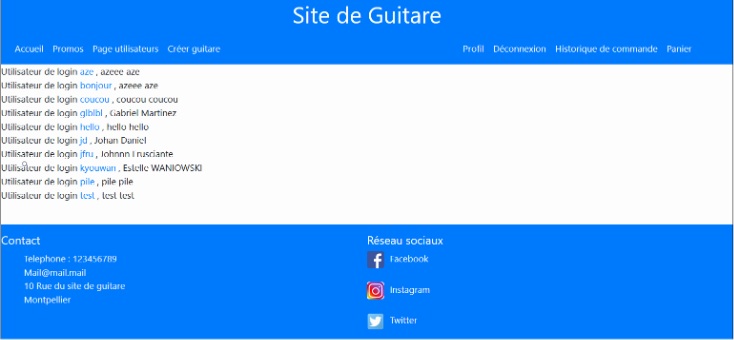 Site de Guitare
Accueil Promos Page utilisateurs Créer guitare Profil Déconnexion Historique de commande Panier
Utilisateur de login aze , azeee aze
Utilisateur de login bonjour , azeee aze
Utilisateur de login coucou , coucou coucou
Utilisateur de login glblbl , Gabriel Martinez
Utilisateur de login hello , hello hello
Utilisateur de login jd , Johan Daniel
Utilisateur de login jfru , Johnnn Frusciante
Utilisateur de login kyouwan , Estelle WANIOWSKI
Utilisateur de login pile , pile pile
Utilisateur de login test , test test
Contact
Telephone : 123456789
Mail@mail.mail
10 Rue du site de guitare
Montpellier
Réseau sociaux
Facebook
Instagram
Twitter